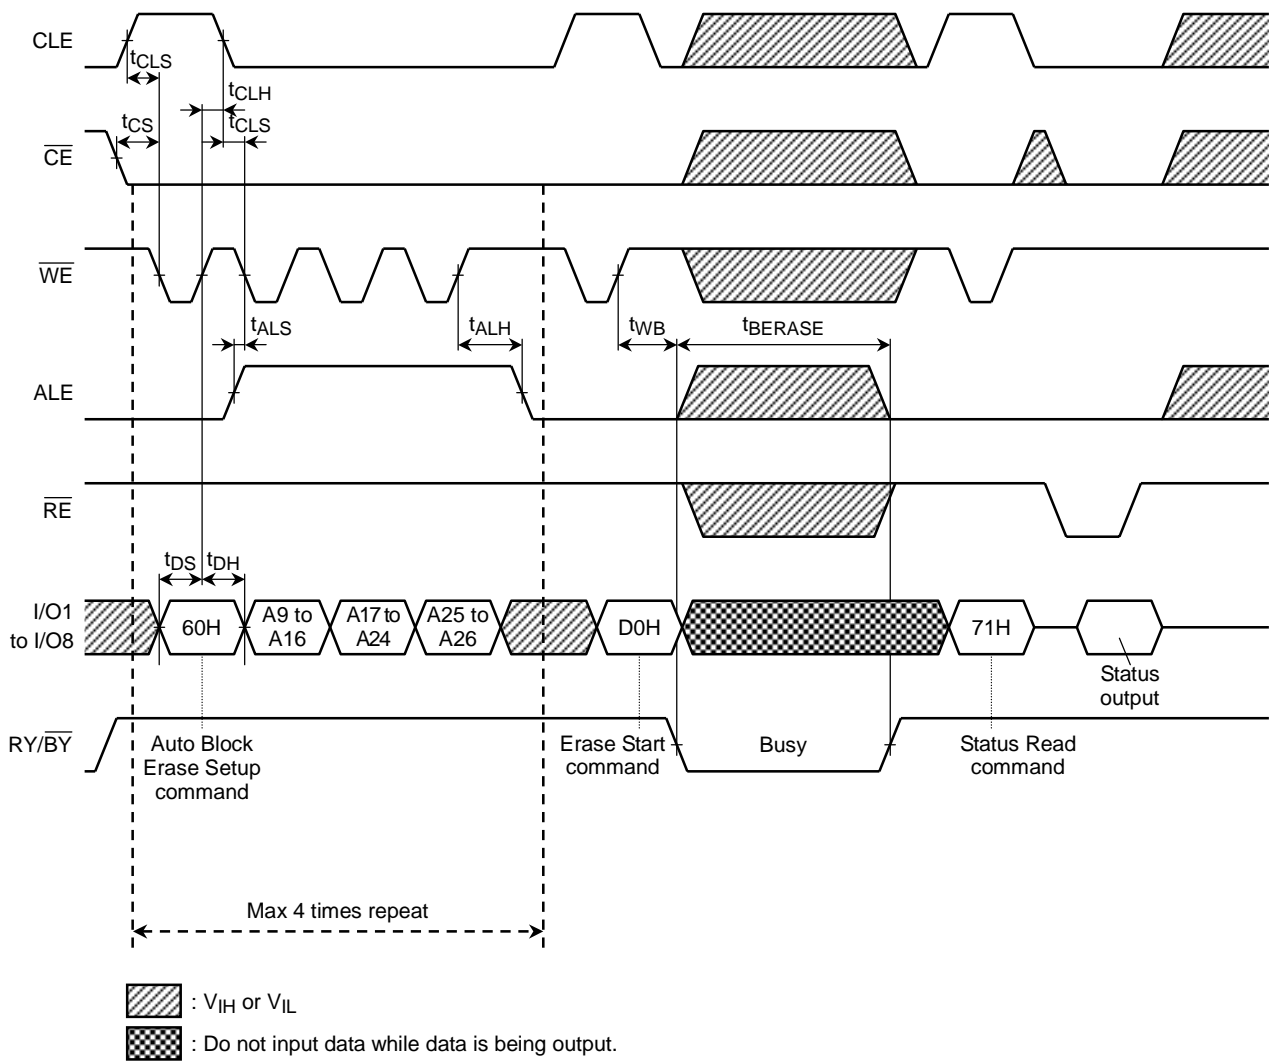 CLE
tCLS
tCLH
tCS
tCLS
CE
WE
tALS
tALH
tWB
tBERASE
ALE
RE
tDS
tDH
I/O1
to I/O8
60H
A9 to
A16
A17 to
A24
A25 to
A26
D0H
71H
Status
output
RY/BY
Auto Block
Erase Setup
command
Erase Start
command
Busy
Status Read
command
Max 4 times repeat
: VIH or VIL
: Do not input data while data is being output.